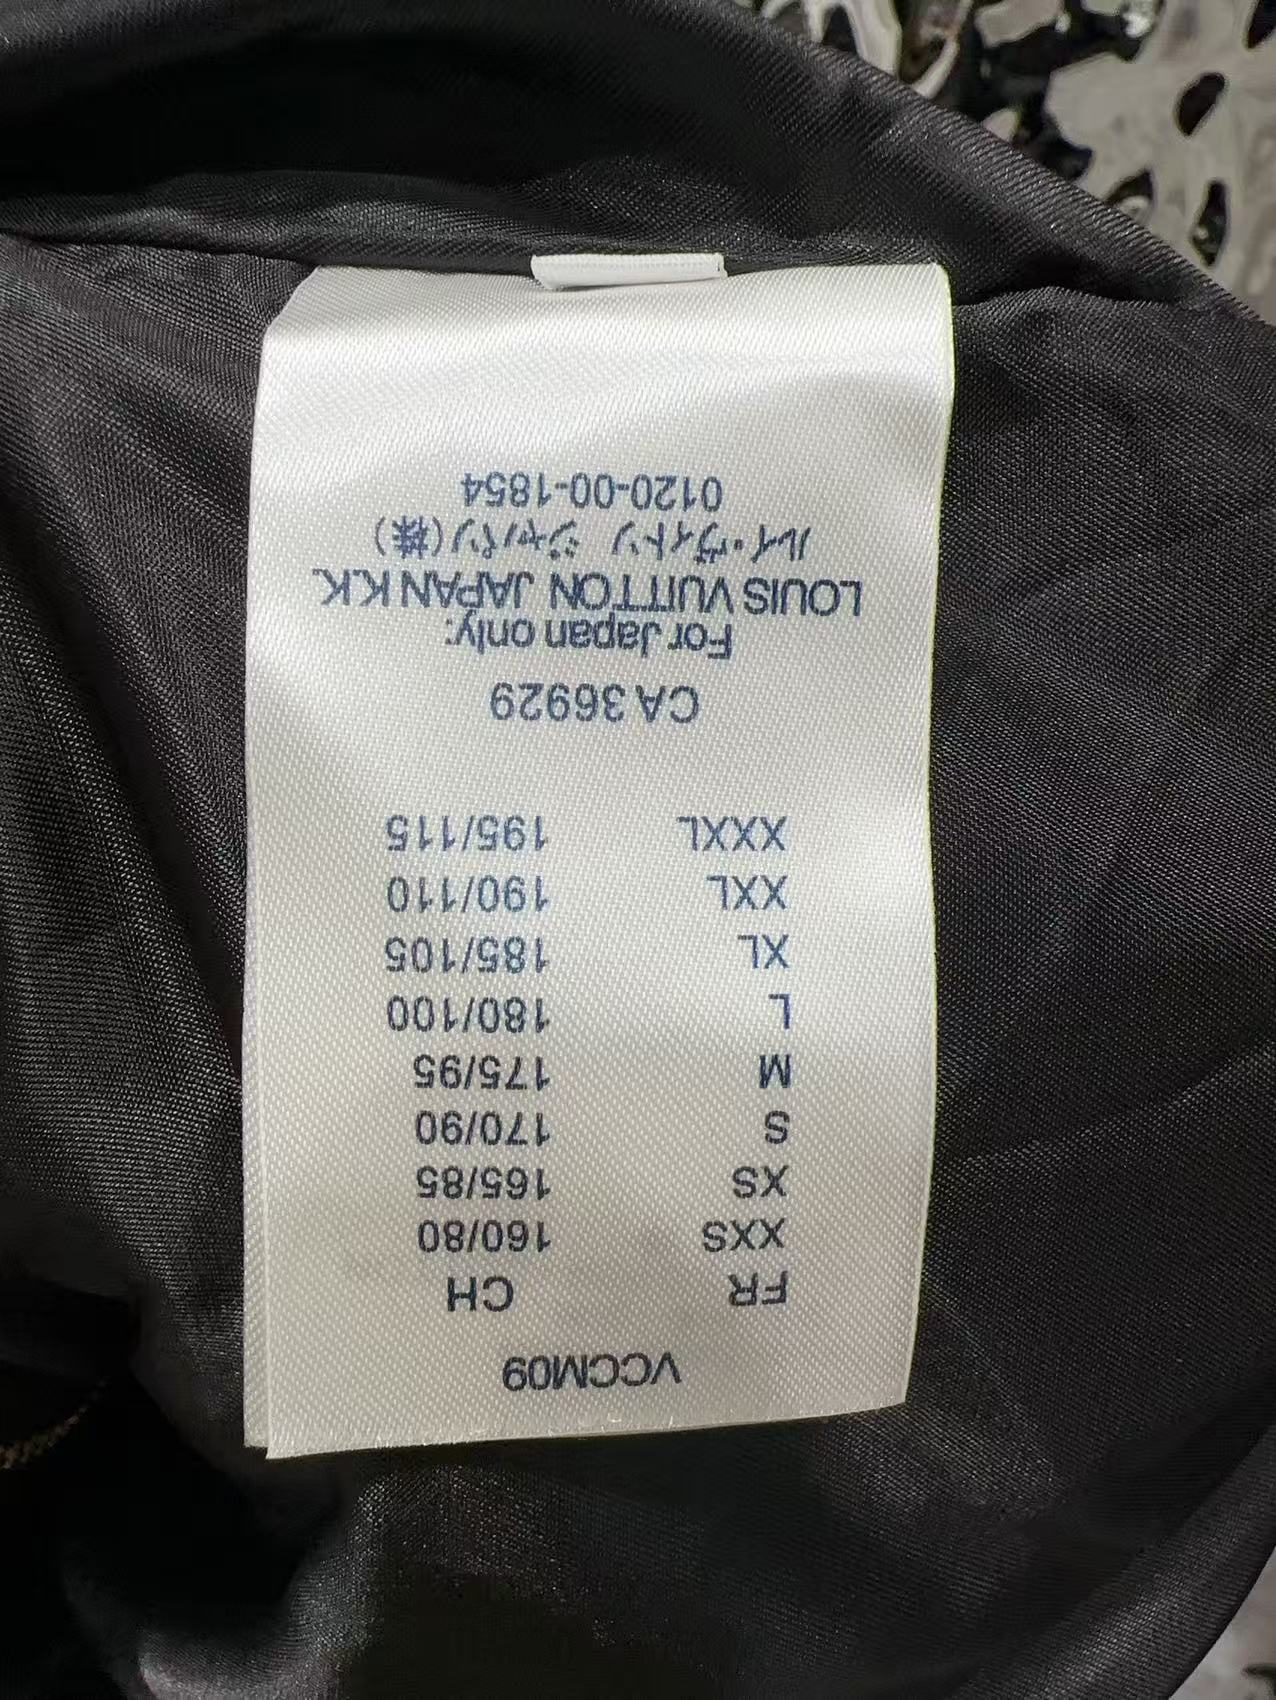 VCCM09
FR CH
XXS 160/80
XS 165/85
S 170/90
M 175/95
L 180/100
XL 185/105
XXL 190/110
XXXL 195/115
CA 36929
For Japan only:
LOUIS VUITTON JAPAN K.K.
ルイ・ヴィトン ジャパン(株)
0120-00-1854